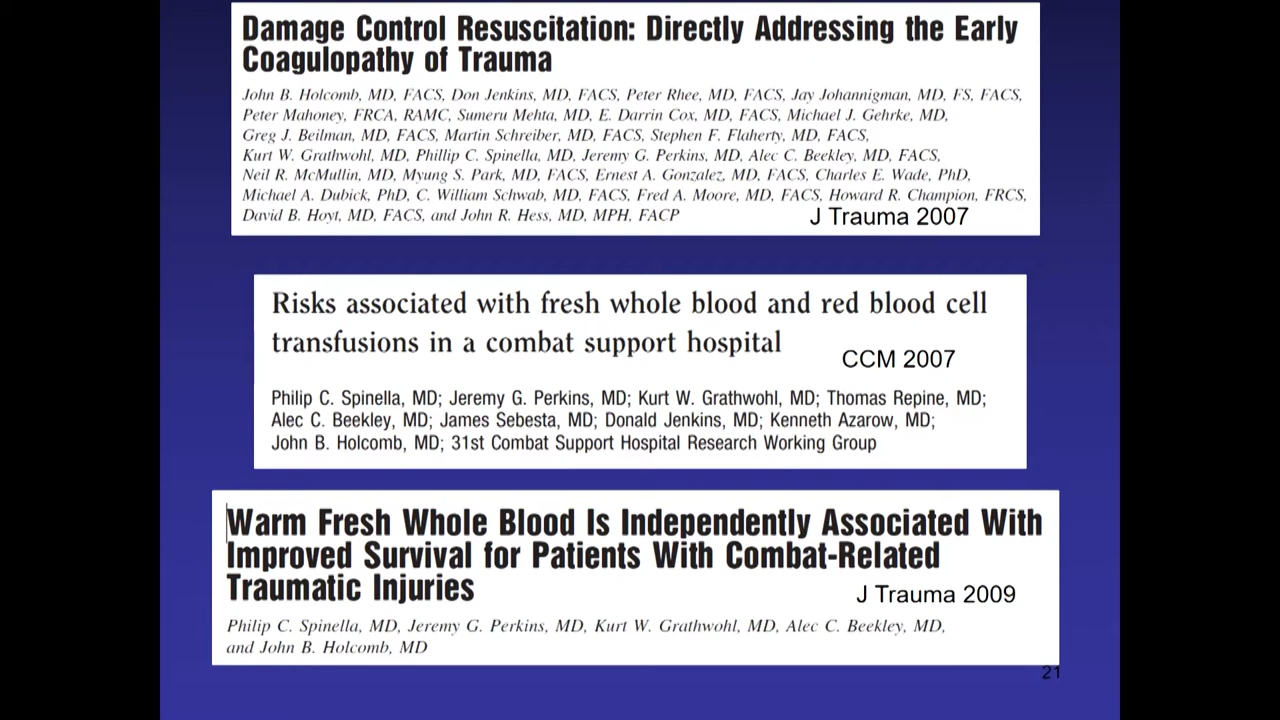 Damage Control Resuscitation: Directly Addressing the Early
Coagulopathy of Trauma
John B. Holcomb, MD, FACS, Don Jenkins, MD, FACS, Peter Rhee, MD, FACS, Jay Johannigman, MD, FS, FACS,
Peter Mahoney, FRCA, RAMC, Sumeru Mehta, MD, E. Darrin Cox, MD, FACS, Michael J. Gehrke, MD,
Greg J. Beilman, MD, FACS, Martin Schreiber, MD, FACS, Stephen F. Flaherty, MD, FACS,
Kurt W. Grathwohl, MD, Phillip C. Spinella, MD, Jeremy G. Perkins, MD, Alec C. Beekley, MD, FACS,
Neil R. McMullin, MD, Myung S. Park, MD, FACS, Ernest A. Gonzalez, MD, FACS, Charles E. Wade, PhD,
Michael A. Dubick, PhD, C. William Schwab, MD, FACS, Fred A. Moore, MD, FACS, Howard R. Champion, FRCS,
David B. Hoyt, MD, FACS, and John R. Hess, MD, MPH, FACP
J Trauma 2007
Risks associated with fresh whole blood and red blood cell
transfusions in a combat support hospital
CCM 2007
Philip C. Spinella, MD; Jeremy G. Perkins, MD; Kurt W. Grathwohl, MD; Thomas Repine, MD;
Alec C. Beekley, MD; James Sebesta, MD; Donald Jenkins, MD; Kenneth Azarow, MD;
John B. Holcomb, MD; 31st Combat Support Hospital Research Working Group
Warm Fresh Whole Blood Is Independently Associated With
Improved Survival for Patients With Combat-Related
Traumatic Injuries
J Trauma 2009
Philip C. Spinella, MD, Jeremy G. Perkins, MD, Kurt W. Grathwohl, MD, Alec C. Beekley, MD,
and John B. Holcomb, MD
21